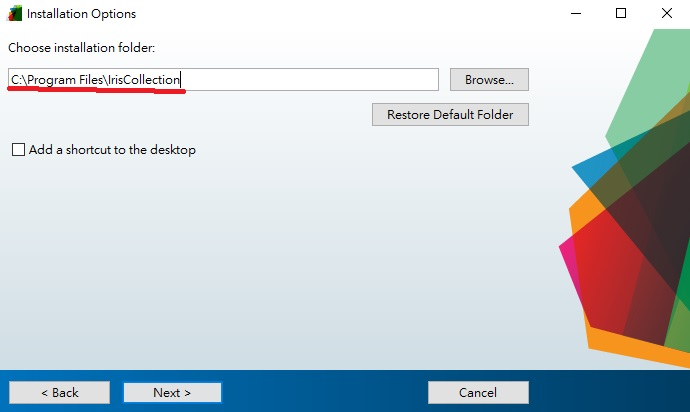 Installation Options
Choose installation folder:
C:\Program Files\IrisCollection
Browse...
Restore Default Folder
Add a shortcut to the desktop
< Back
Next >
Cancel